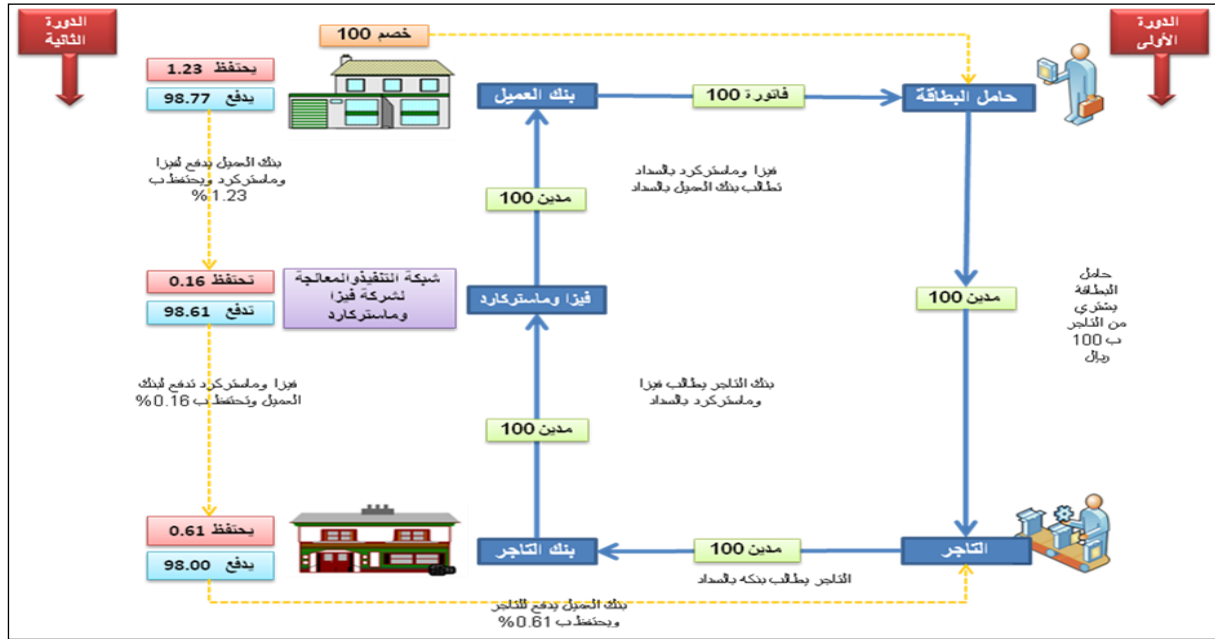 الدورة
الأولى
الدورة
الثانية
خصم 100
يحتفظ 1.23
يدفع 98.77
بنك العميل
فاتورة 100
حامل البطاقة
بنك العميل يدفع لفيزا
وماستركرد ويحتفظ ب
1.23%
فيزا وماستركرد بالسداد
تطالب بنك العميل بالسداد
مدين 100
تحتفظ 0.16
تدفع 98.61
شبكة التنفيذوالمعالجة
لشركة فيزا
وماستركارد
فيزا وماستركارد
مدين 100
حامل
البطاقة
يشتري
من التاجر
ب 100
ريال
فيزا وماستركرد تدفع لبنك
العميل وتحتفظ ب 0.16%
بنك التاجر يطالب فيزا
وماستركرد بالسداد
مدين 100
يحتفظ 0.61
يدفع 98.00
بنك التاجر
مدين 100
التاجر
التاجر يطالب بنكه بالسداد
بنك العميل يدفع للتاجر
ويحتفظ ب 0.61%